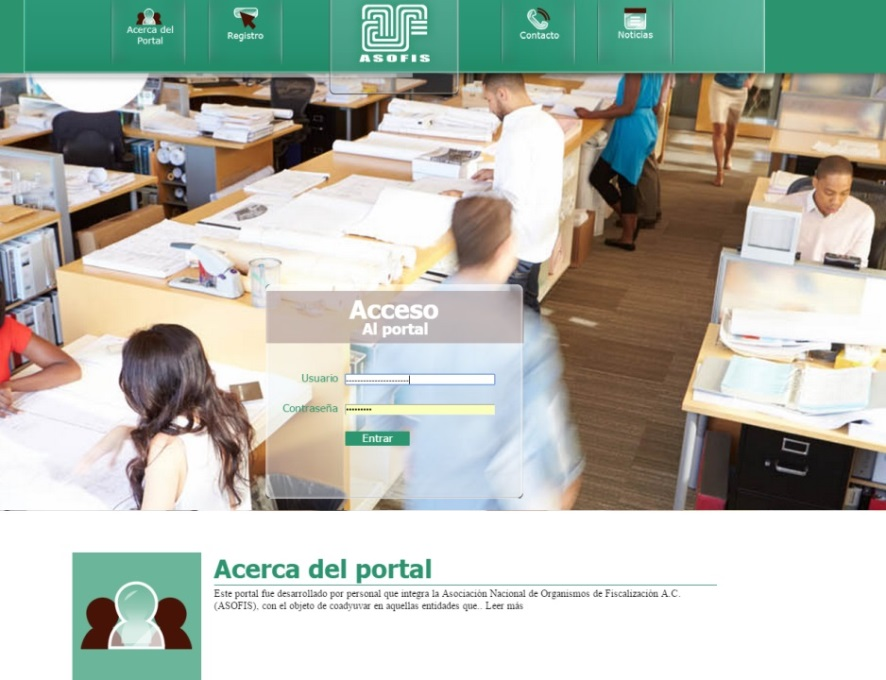 Acerca del
Portal
Registro
ASOFIS
Contacto
Noticias
Acceso
Al portal
Usuario
Contraseña
Entrar
Acerca del portal
Este portal fue desarrollado por personal que integra la Asociación Nacional de Organismos de Fiscalización A.C.
(ASOFIS), con el objeto de coadyuvar en aquellas entidades que.. Leer más